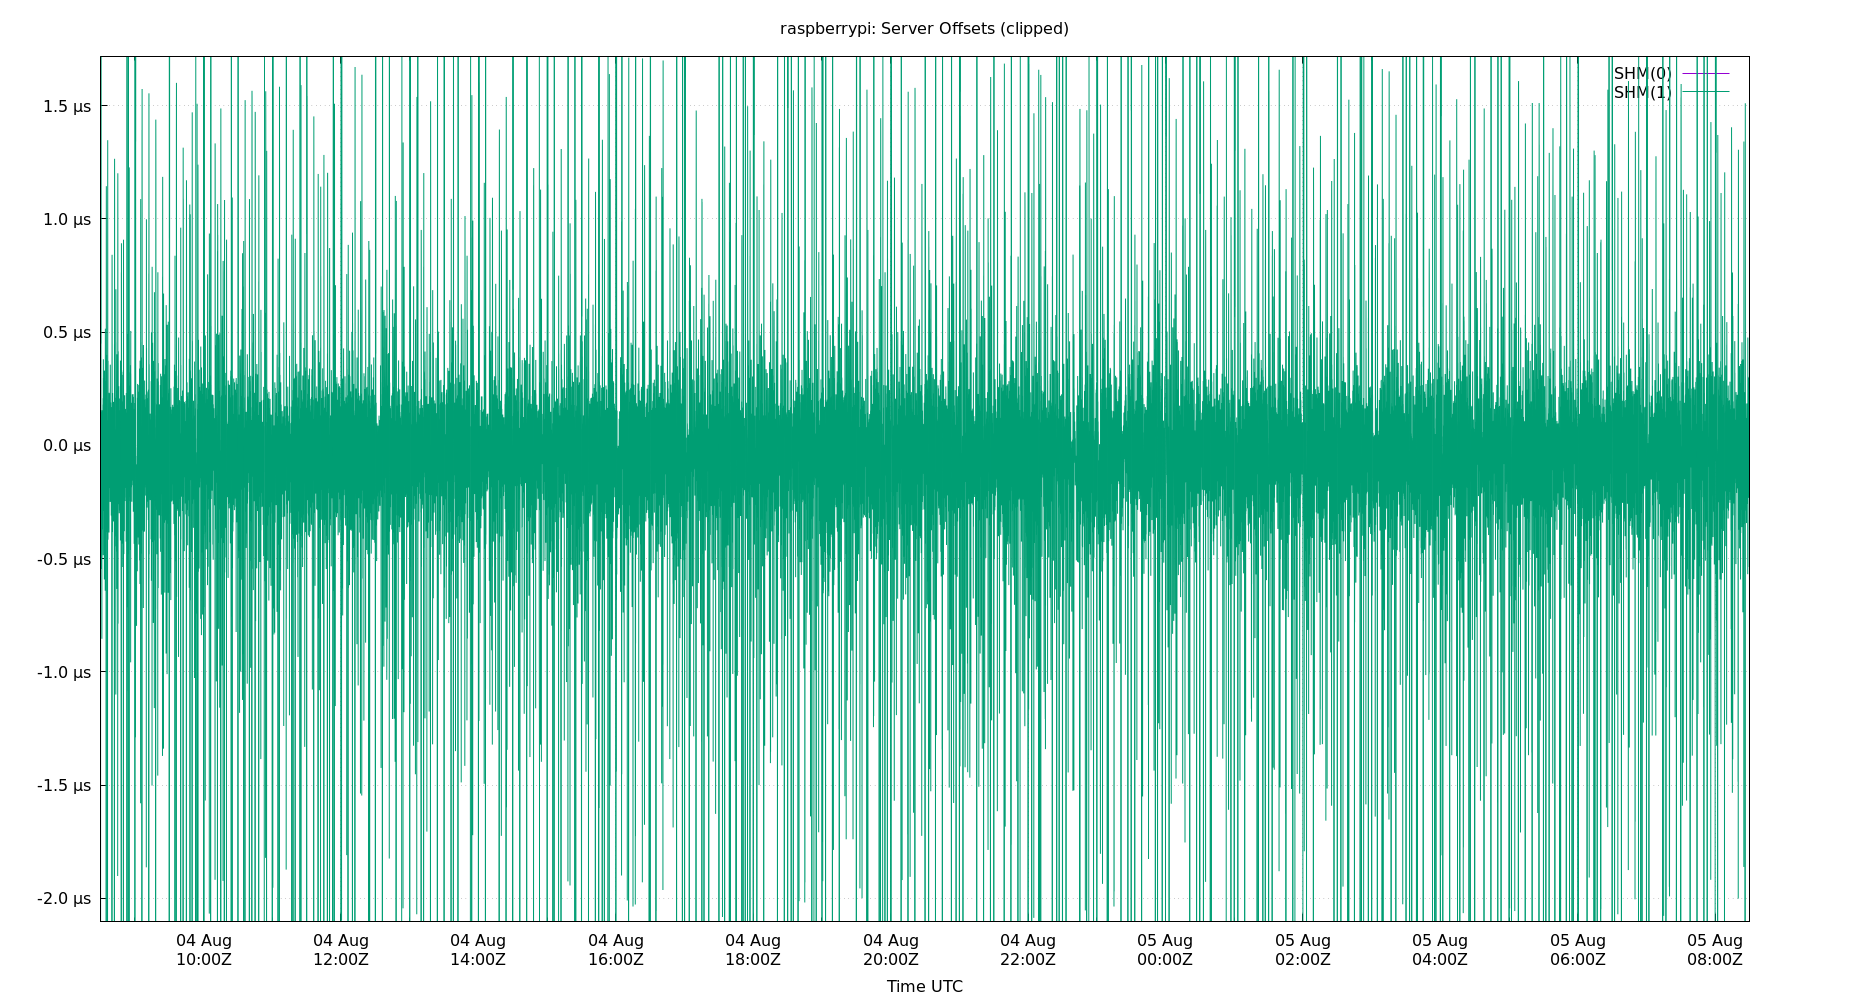 raspberrypi: Server Offsets (clipped)
SHM(0)
SHM(1)
1.5 µs
1.0 µs
0.5 µs
0.0 µs
-0.5 µs
-1.0 µs
-1.5 µs
-2.0 µs
04 Aug 04 Aug 04 Aug 04 Aug 04 Aug 04 Aug 04 Aug 05 Aug 05 Aug 05 Aug 05 Aug 05 Aug
10:00Z 12:00Z 14:00Z 16:00Z 18:00Z 20:00Z 22:00Z 00:00Z 02:00Z 04:00Z 06:00Z 08:00Z
Time UTC